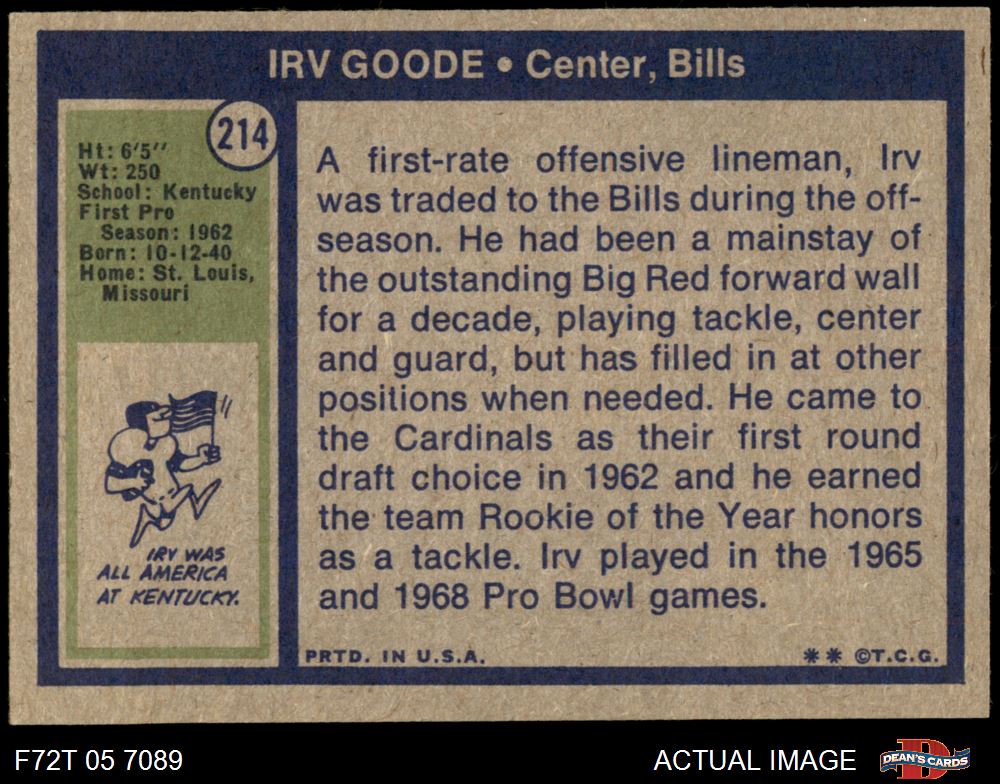 IRV GOODE • Center, Bills
214
Ht: 6'5''
Wt: 250
School: Kentucky
First Pro
Season: 1962
Born: 10-12-40
Home: St. Louis,
Missouri
IRV WAS
ALL AMERICA
AT KENTUCKY.
A first-rate offensive lineman, Irv
was traded to the Bills during the off-
season. He had been a mainstay of
the outstanding Big Red forward wall
for a decade, playing tackle, center
and guard, but has filled in at other
positions when needed. He came to
the Cardinals as their first round
draft choice in 1962 and he earned
the team Rookie of the Year honors
as a tackle. Irv played in the 1965
and 1968 Pro Bowl games.
PRTD. IN U.S.A.
** ©T.C.G.
F72T 05 7089
ACTUAL IMAGE
DEAN'S CARDS